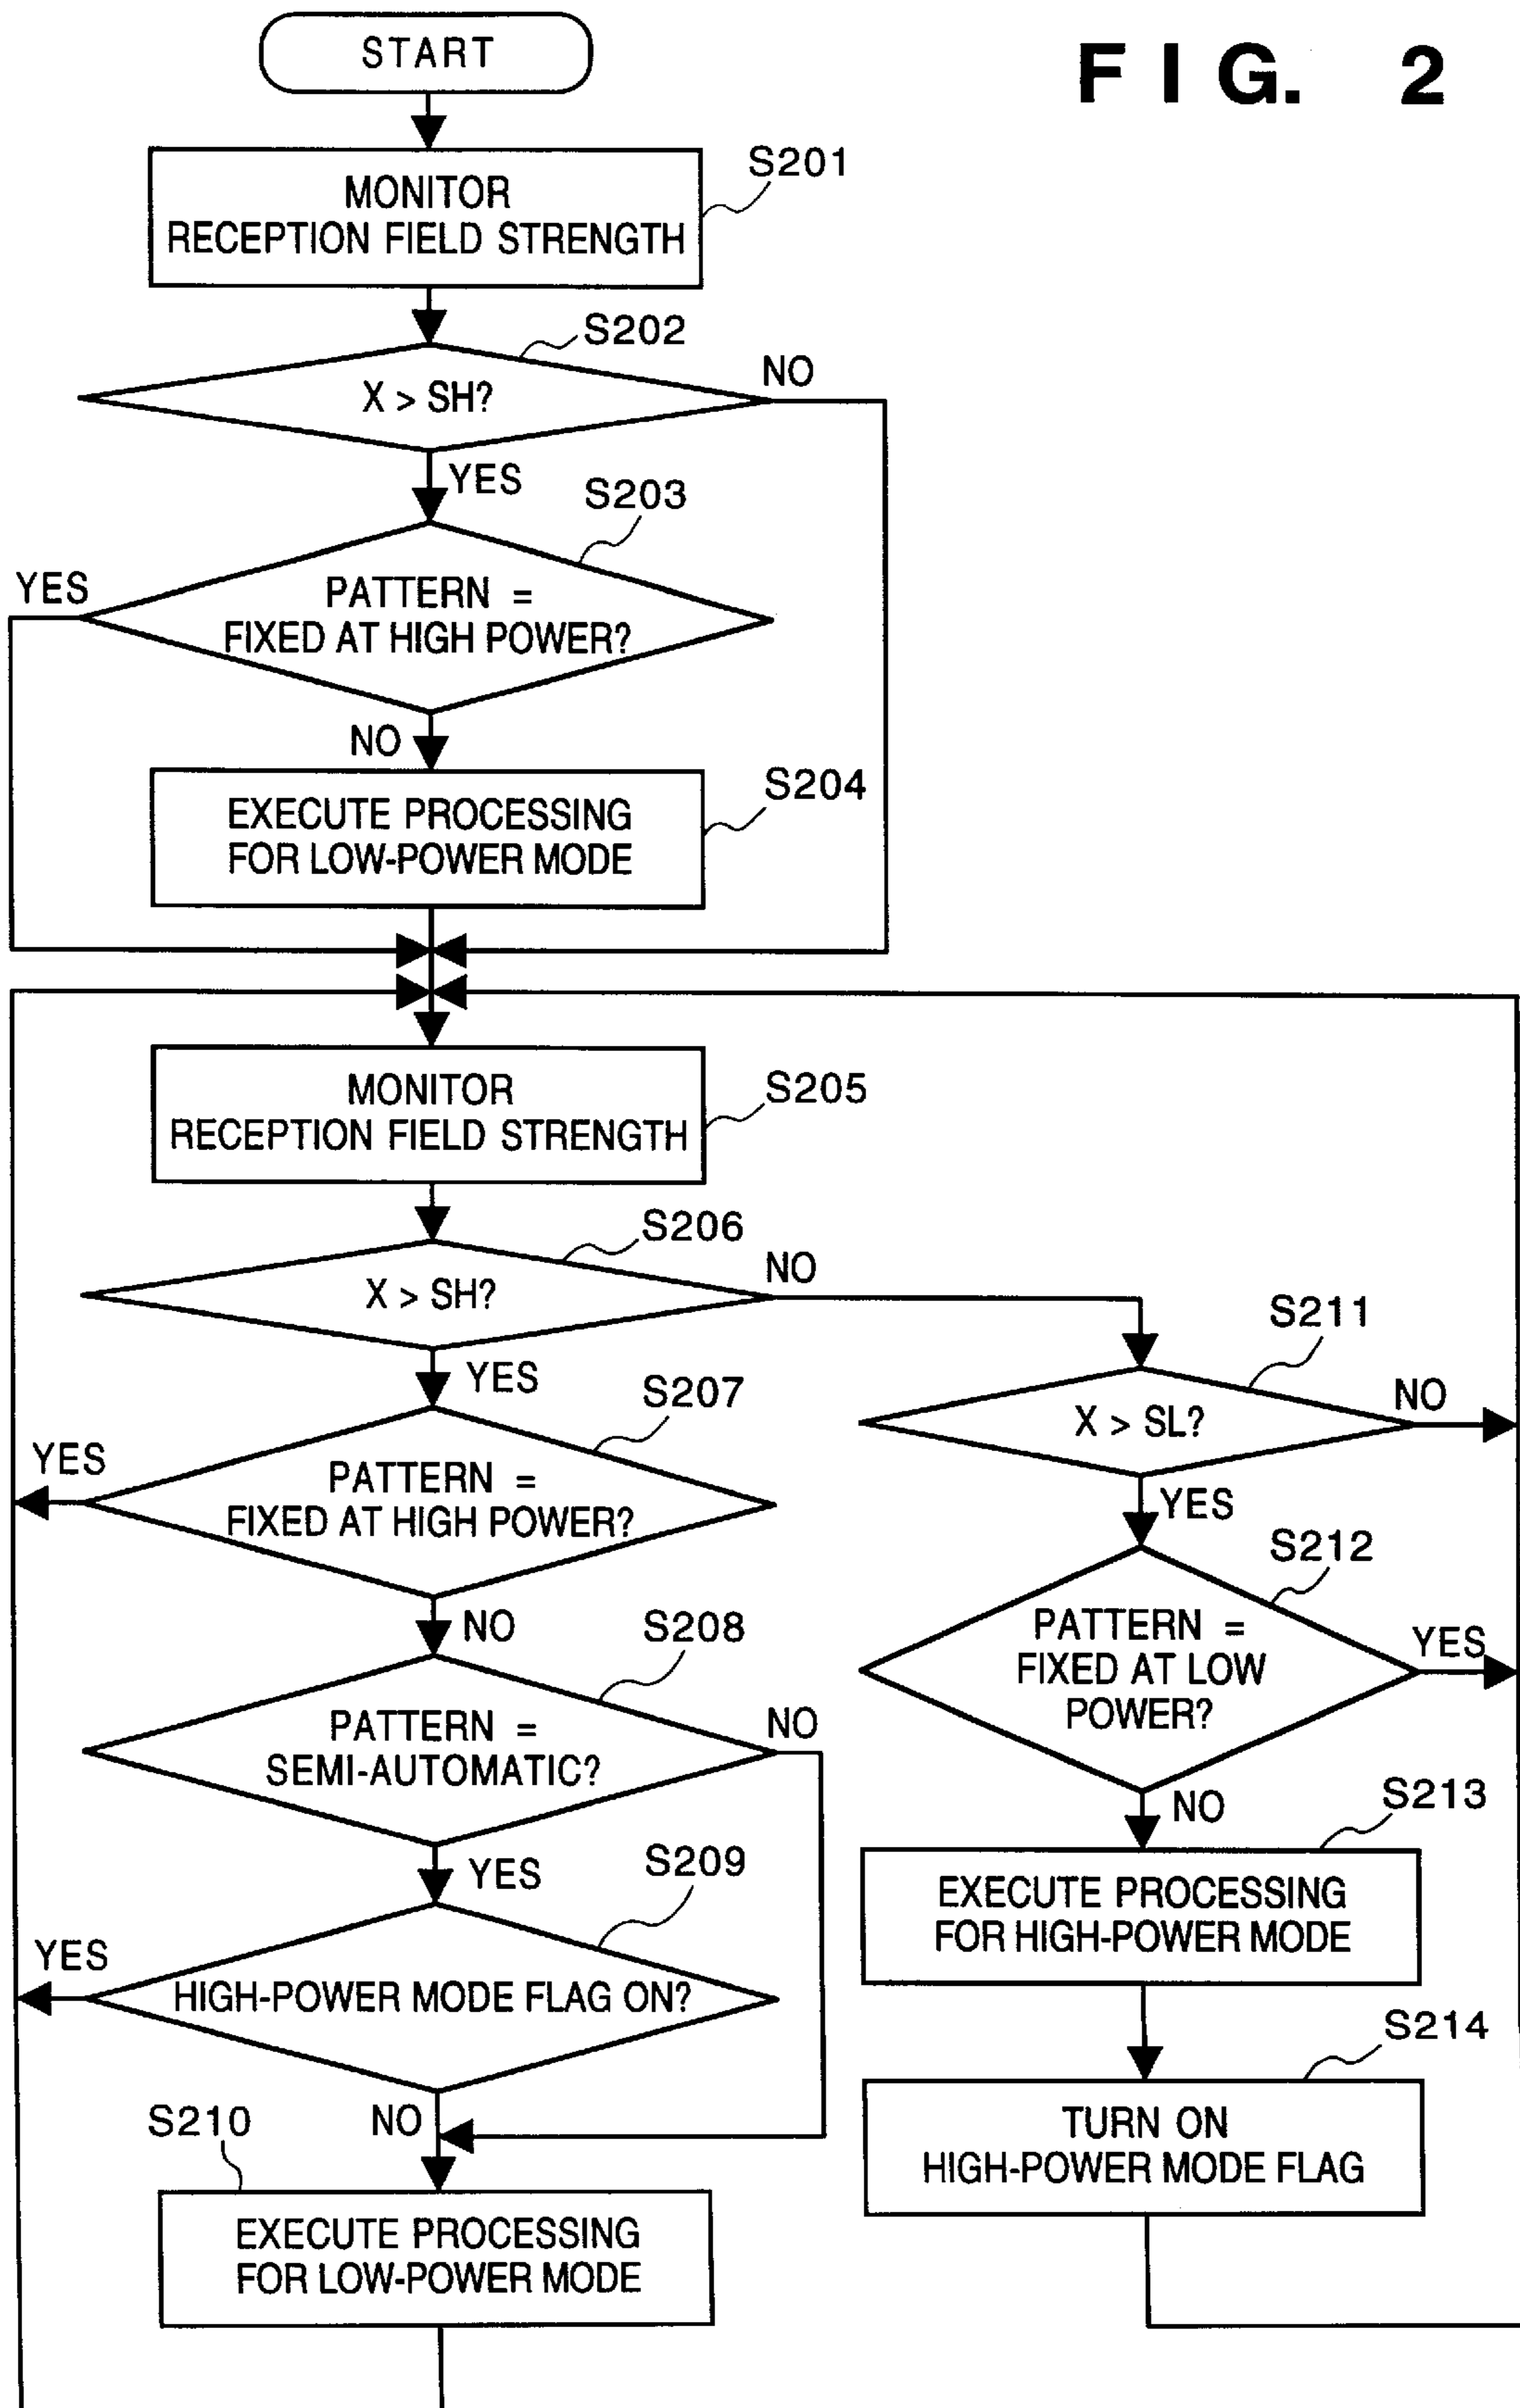 START
FIG. 2
S201
MONITOR
RECEPTION FIELD STRENGTH
S202
X > SH?
NO
YES
S203
YES
PATTERN =
FIXED AT HIGH POWER?
NO
S204
EXECUTE PROCESSING
FOR LOW-POWER MODE
MONITOR
RECEPTION FIELD STRENGTH
S205
S206
X > SH?
NO
YES
S211
X > SL?
NO
YES
S207
YES
PATTERN =
FIXED AT HIGH POWER?
NO
S212
PATTERN =
FIXED AT LOW
POWER?
YES
NO
S208
PATTERN =
SEMI-AUTOMATIC?
NO
YES
S213
EXECUTE PROCESSING
FOR HIGH-POWER MODE
S209
YES
HIGH-POWER MODE FLAG ON?
NO
S214
TURN ON
HIGH-POWER MODE FLAG
S210
EXECUTE PROCESSING
FOR LOW-POWER MODE